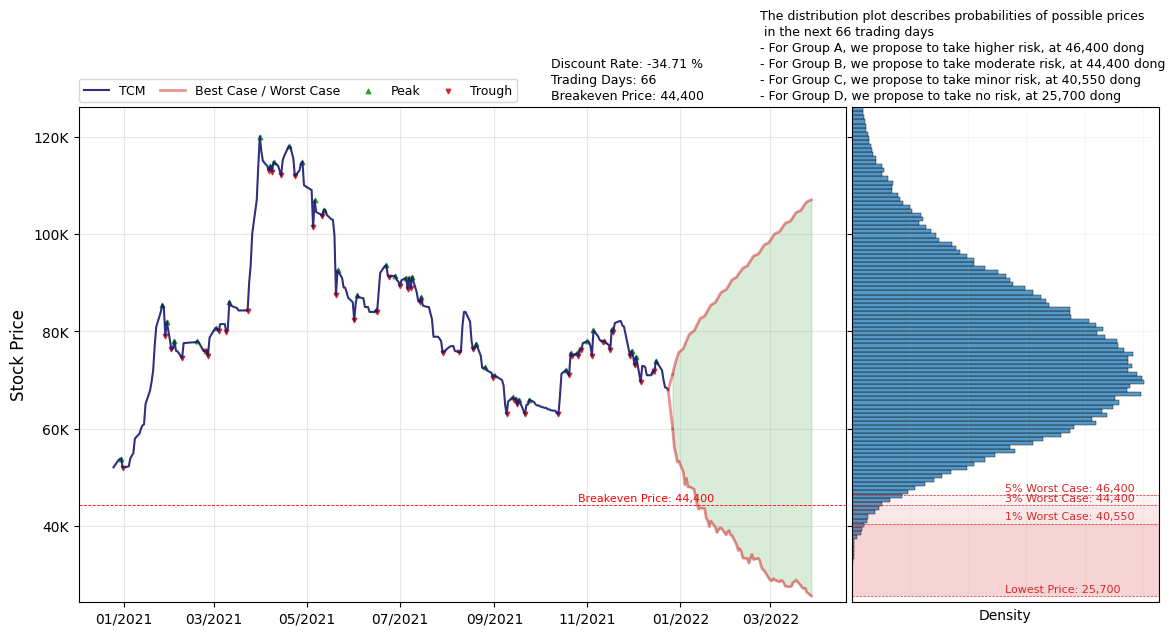 The distribution plot describes probabilities of possible prices
in the next 66 trading days
- For Group A, we propose to take higher risk, at 46,400 dong
- For Group B, we propose to take moderate risk, at 44,400 dong
- For Group C, we propose to take minor risk, at 40,550 dong
- For Group D, we propose to take no risk, at 25,700 dong
Discount Rate: -34.71 %
Trading Days: 66
Breakeven Price: 44,400
TCM Best Case / Worst Case Peak Trough
Stock Price
120K
100K
80K
60K
40K
Breakeven Price: 44,400
5% Worst Case: 46,400
3% Worst Case: 44,400
1% Worst Case: 40,550
Lowest Price: 25,700
01/2021 03/2021 05/2021 07/2021 09/2021 11/2021 01/2022 03/2022
Density